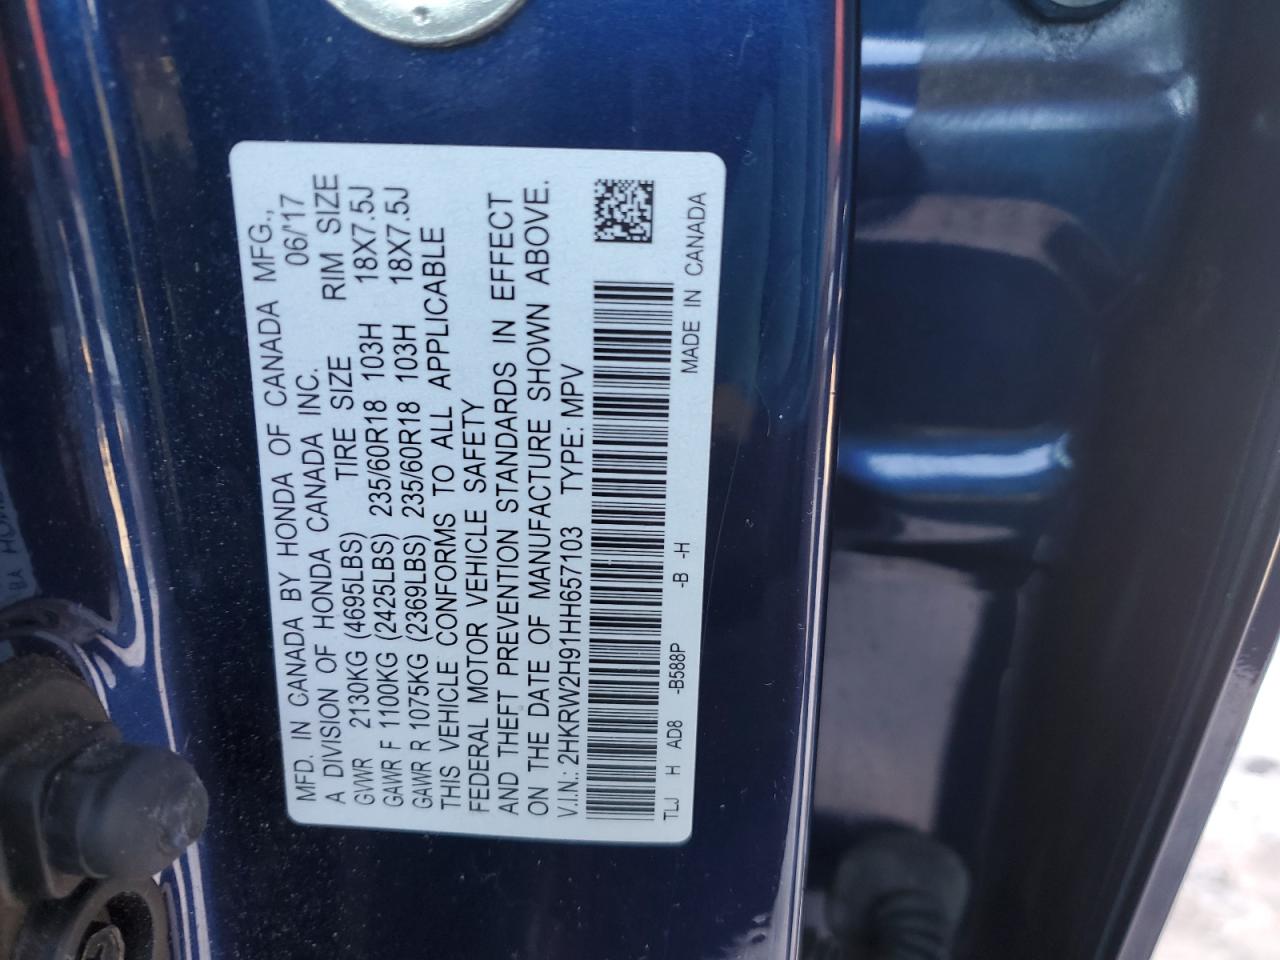 MFD. IN CANADA BY HONDA OF CANADA MFG.,
A DIVISION OF HONDA CANADA INC. 06/'17
GVWR 2130KG (4695LBS) TIRE SIZE RIM SIZE
GAWR F 1100KG (2425LBS) 235/60R18 103H 18X7.5J
GAWR R 1075KG (2369LBS) 235/60R18 103H 18X7.5J
THIS VEHICLE CONFORMS TO ALL APPLICABLE
FEDERAL MOTOR VEHICLE SAFETY
AND THEFT PREVENTION STANDARDS IN EFFECT
ON THE DATE OF MANUFACTURE SHOWN ABOVE.
V.I.N.: 2HKRW2H91HH657103 TYPE: MPV
TLJ H AD8 -B588P -B -H MADE IN CANADA